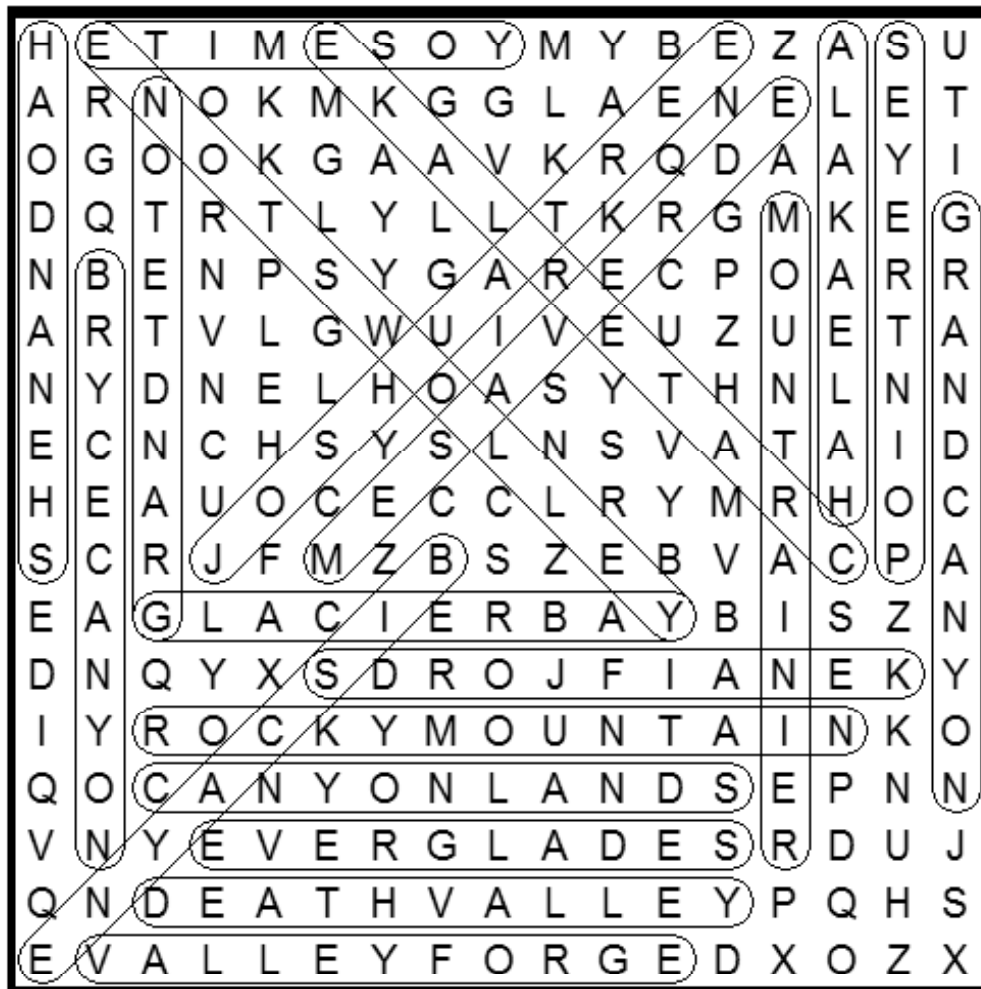 H E T I M E S O Y M Y B E Z A S U
A R N O K M K G G L A E N E L E T
O G O O K G A A V K R Q D A A Y I
D Q T R T L Y L L T K R G M K E G
N B E N P S Y G A R E C P O A R R
A R T V L G W U I V E U Z U E T A
N Y D N E L H O A S Y T H N L N N
E C N C H S Y S L N S V A T A I D
H E A U O C E C C L R Y M R H O C
S C R J F M Z B S Z E B V A C P A
E A G L A C I E R B A Y B I S Z N
D N Q Y X S D R O J F I A N E K Y
I Y R O C K Y M O U N T A I N K O
Q O C A N Y O N L A N D S E P N N
V N Y E V E R G L A D E S R D U J
Q N D E A T H V A L L E Y P Q H S
E V A L L E Y F O R G E D X O Z X